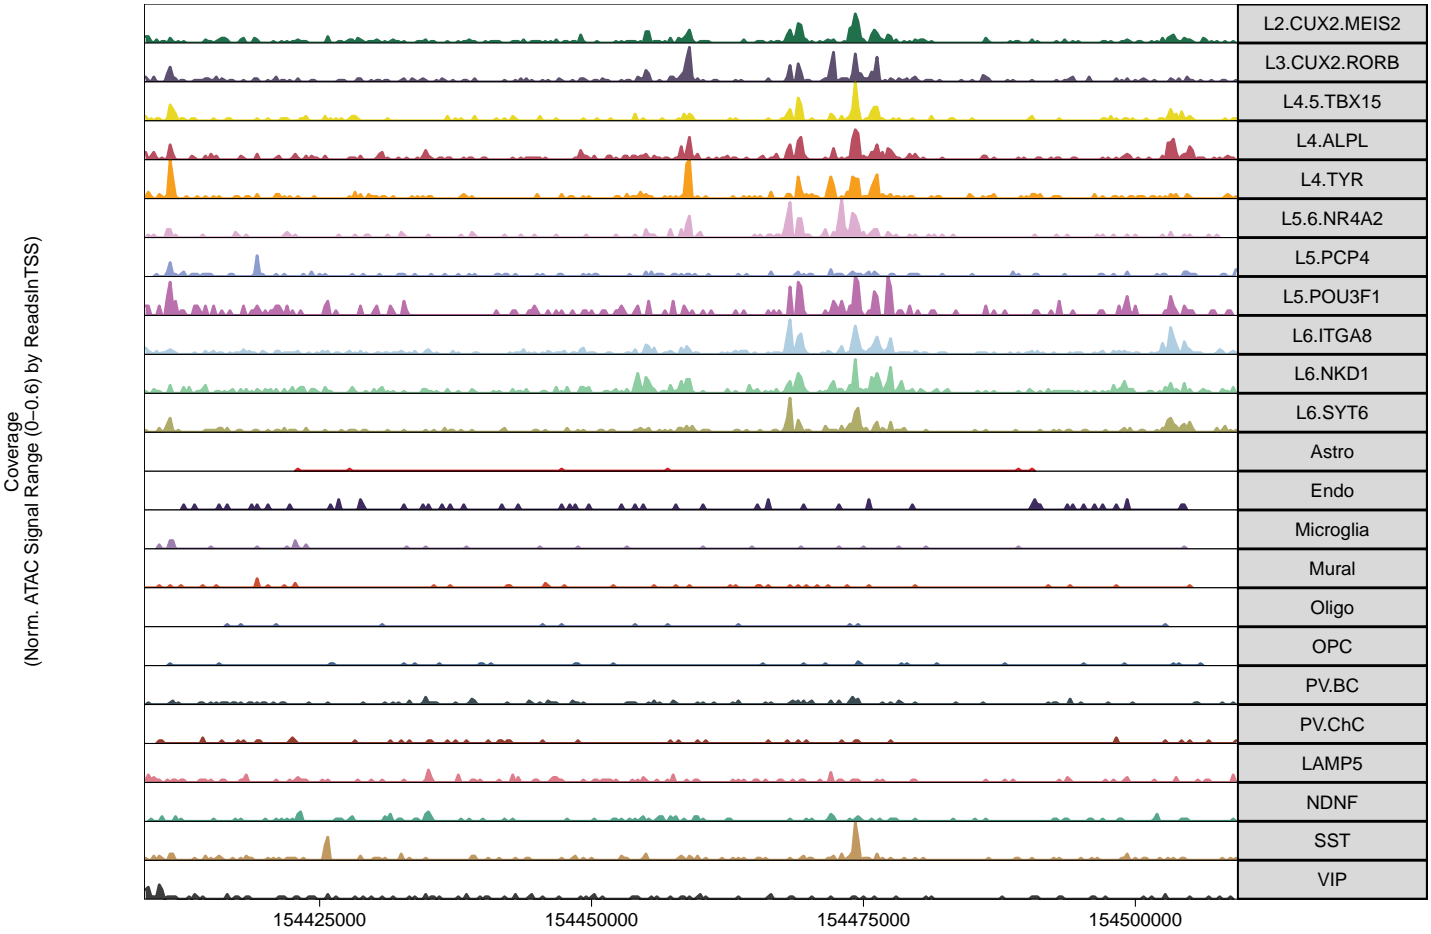 L2.CUX2.MEIS2
L3.CUX2.RORB
L4.5.TBX15
L4.ALPL
L4.TYR
L5.6.NR4A2
L5.PCP4
L5.POU3F1
L6.ITGA8
L6.NKD1
L6.SYT6
Astro
Endo
Microglia
Mural
Oligo
OPC
PV.BC
PV.ChC
LAMP5
NDNF
SST
VIP
Coverage
(Norm. ATAC Signal Range (0–0.6) by ReadsInTSS)
154425000 154450000 154475000 154500000